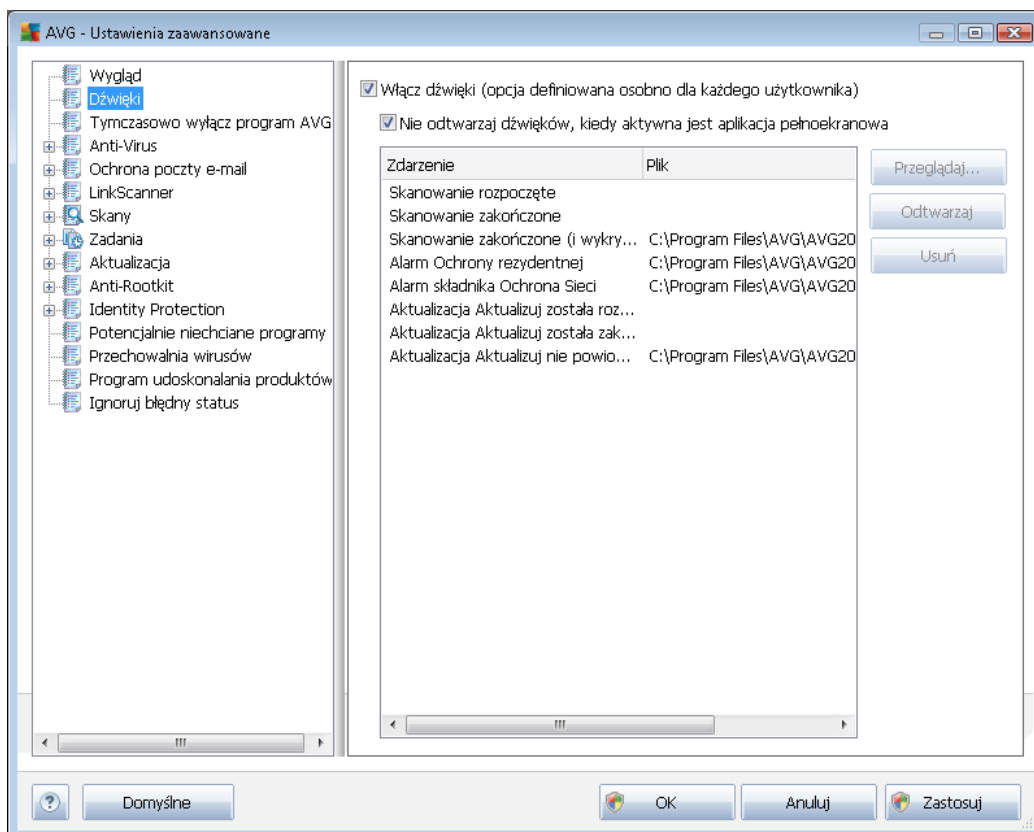 AVG - Ustawienia zaawansowane
Wygląd
Dźwięki
Tymczasowo wyłącz program AVG
Anti-Virus
Ochrona poczty e-mail
LinkScanner
Skany
Zadania
Aktualizacja
Anti-Rootkit
Identity Protection
Potencjalnie niechciane programy
Przechowalnia wirusów
Program udoskonalania produktów
Ignoruj błędny status
Włącz dźwięki (opcja definiowana osobno dla każdego użytkownika)
Nie odtwarzaj dźwięków, kiedy aktywna jest aplikacja pełnoekranowa
Zdarzenie Plik
Skanowanie rozpoczęte
Skanowanie zakończone
Skanowanie zakończone (i wykry... C:\Program Files\AVG\AVG20
Alarm Ochrony rezydentnej C:\Program Files\AVG\AVG20
Alarm składnika Ochrona Sieci C:\Program Files\AVG\AVG20
Aktualizacja Aktualizuj została roz...
Aktualizacja Aktualizuj została zak...
Aktualizacja Aktualizuj nie powio... C:\Program Files\AVG\AVG20
Przeglądaj...
Odtwarzaj
Usuń
? Domyślne OK Anuluj Zastosuj